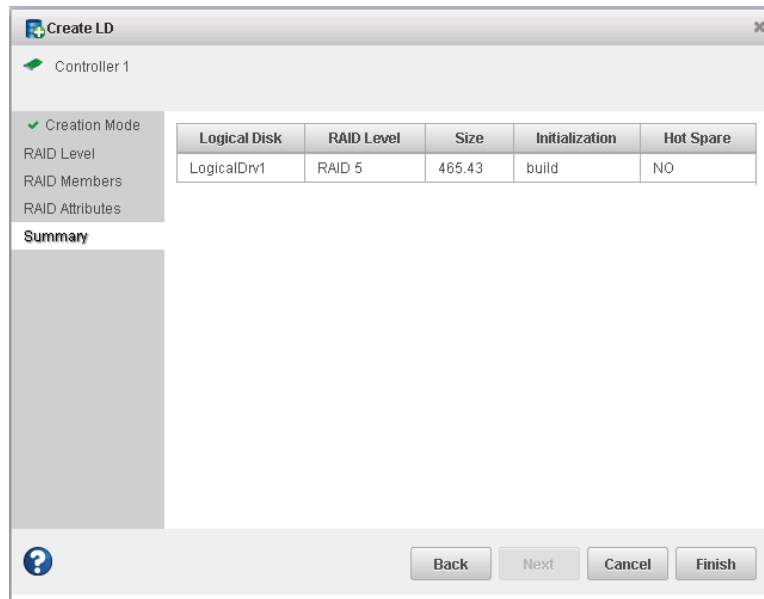 Create LD
Controller 1
Creation Mode
RAID Level
RAID Members
RAID Attributes
Summary
Logical Disk RAID Level Size Initialization Hot Spare
LogicalDrv1 RAID 5 465.43 build NO
? Back Next Cancel Finish